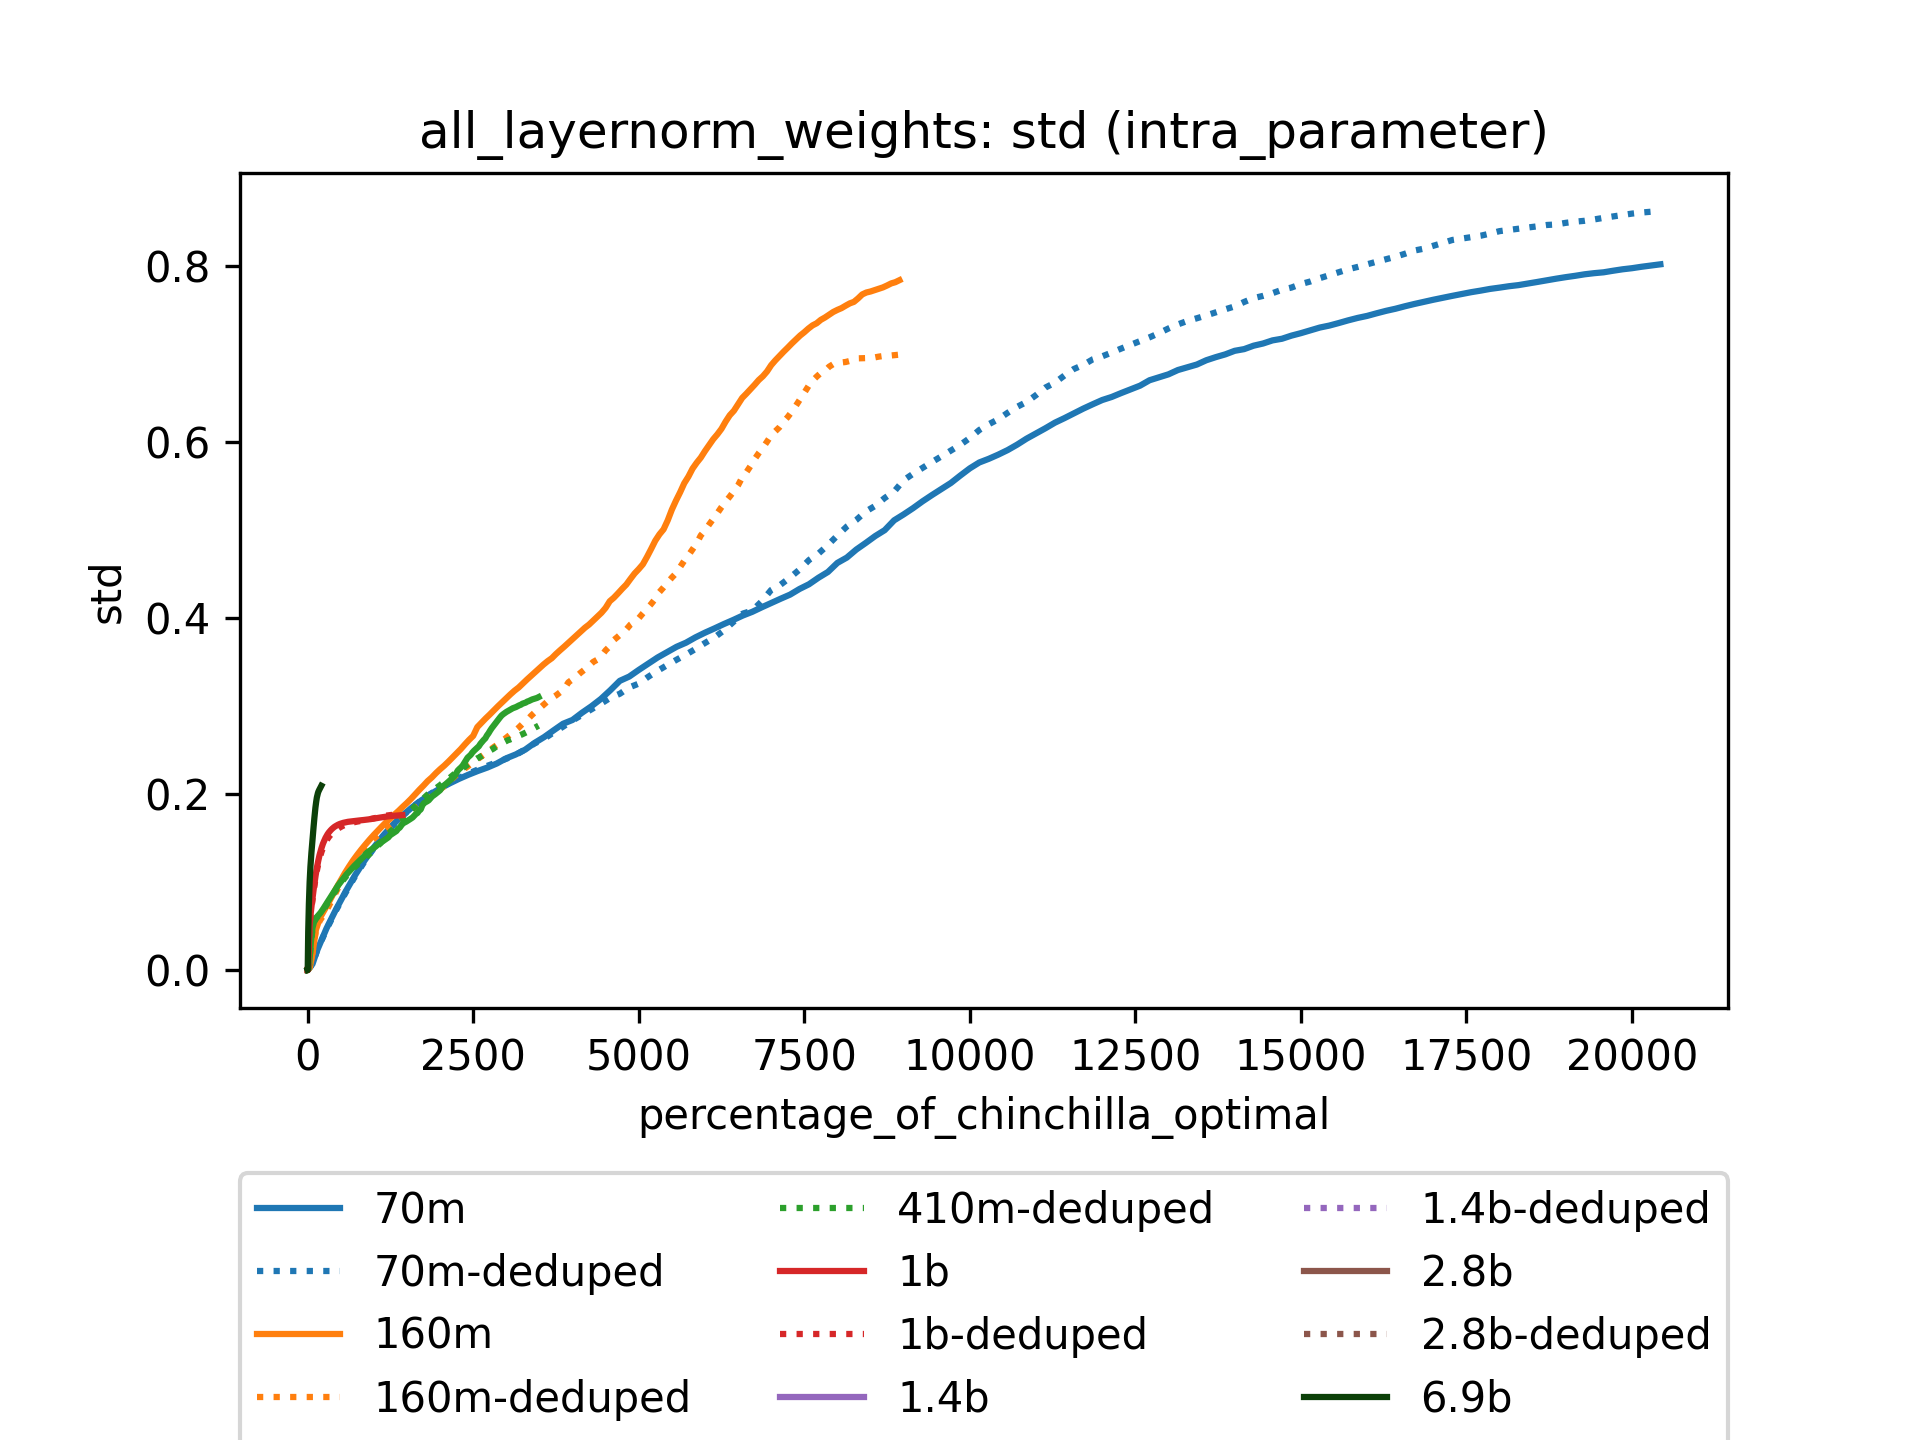 all_layernorm_weights: std (intra_parameter)
std
0.8
0.6
0.4
0.2
0.0
0 2500 5000 7500 10000 12500 15000 17500 20000
percentage_of_chinchilla_optimal
70m
70m-deduped
160m
160m-deduped
410m-deduped
1b
1b-deduped
1.4b
1.4b-deduped
2.8b
2.8b-deduped
6.9b